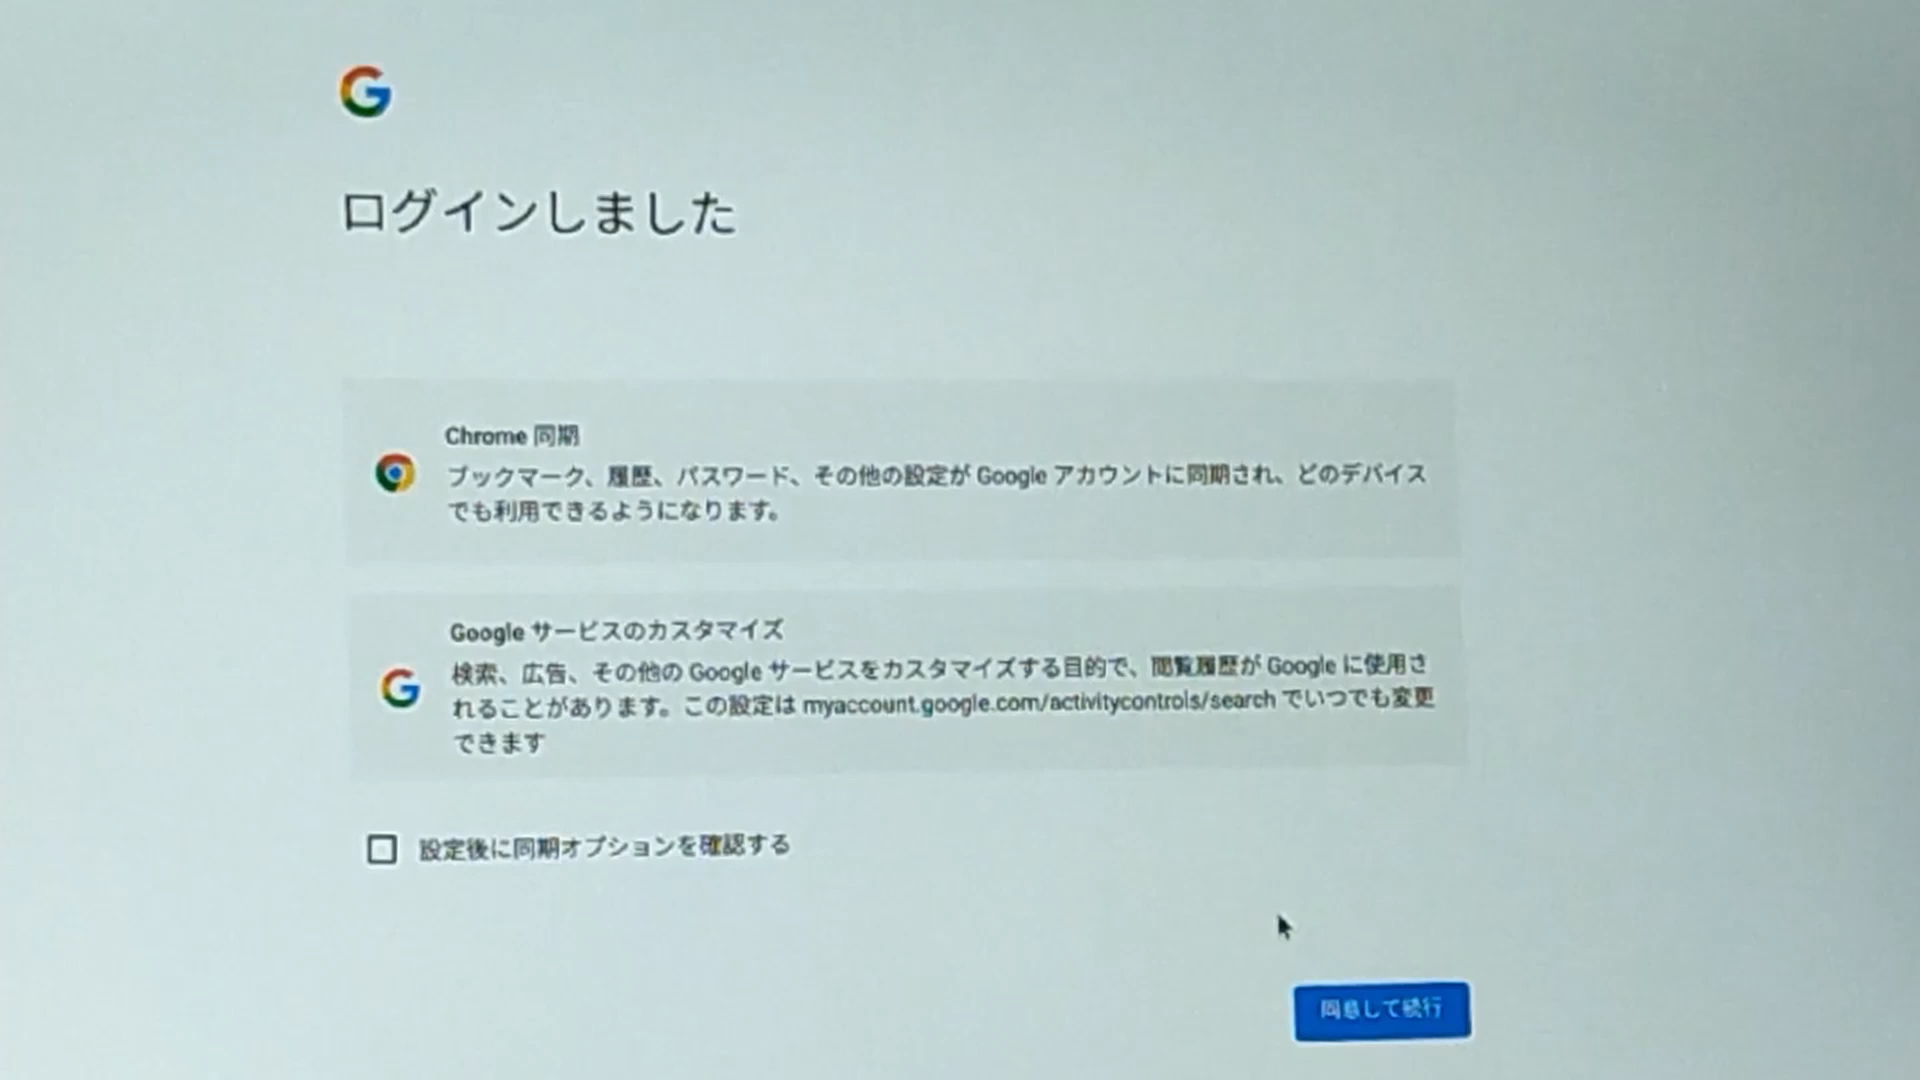 ログインしました
Chrome 同期
ブックマーク、履歴、パスワード、その他の設定が Google アカウントに同期され、どのデバイス
でも利用できるようになります。
Google サービスのカスタマイズ
検索、広告、その他の Google サービスをカスタマイズする目的で、閲覧履歴が Google に使用さ
れることがあります。この設定は myaccount.google.com/activitycontrols/search でいつでも変更
できます
設定後に同期オプションを確認する
同意して続行